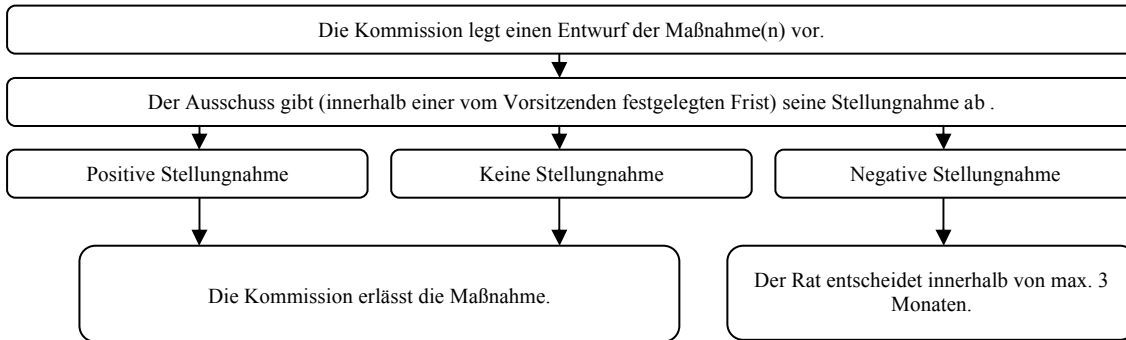 Die Kommission legt einen Entwurf der Maßnahme(n) vor.
Der Ausschuss gibt (innerhalb einer vom Vorsitzenden festgelegten Frist) seine Stellungnahme ab .
Positive Stellungnahme
Keine Stellungnahme
Negative Stellungnahme
Die Kommission erlässt die Maßnahme.
Der Rat entscheidet innerhalb von max. 3
Monaten.